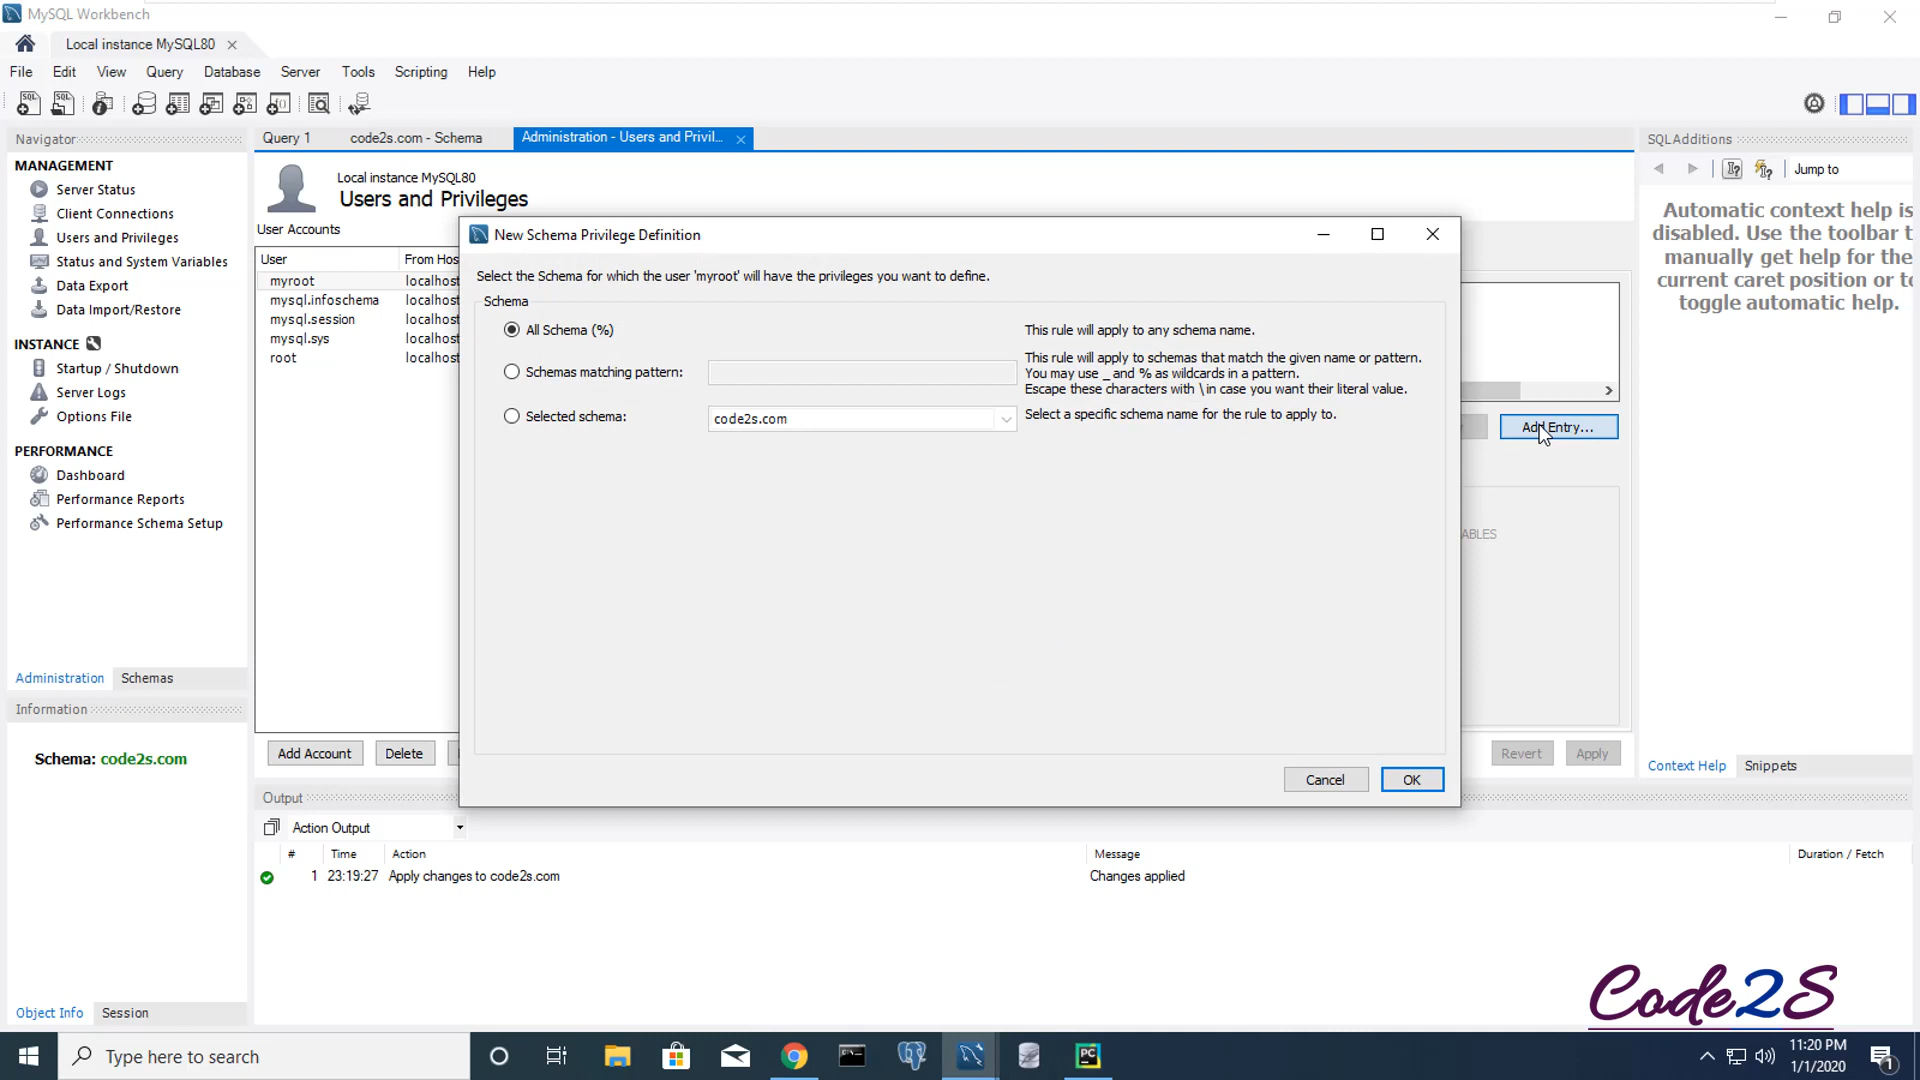 MySQL Workbench
Local instance MySQL80
File Edit View Query Database Server Tools Scripting Help
Navigator
MANAGEMENT
Server Status
Client Connections
Users and Privileges
Status and System Variables
Data Export
Data Import/Restore
INSTANCE
Startup / Shutdown
Server Logs
Options File
PERFORMANCE
Dashboard
Performance Reports
Performance Schema Setup
Administration Schemas
Information
Schema: code2s.com
Object Info Session
Query 1 code2s.com - Schema Administration - Users and Privil...
Local instance MySQL80
Users and Privileges
User Accounts
User From Hos
myroot localhost
mysql.infoschema localhost
mysql.session localhost
mysql.sys localhost
root localhost
Add Account Delete
New Schema Privilege Definition
Select the Schema for which the user 'myroot' will have the privileges you want to define.
Schema
All Schema (%) This rule will apply to any schema name.
Schemas matching pattern: This rule will apply to schemas that match the given name or pattern.
You may use _ and % as wildcards in a pattern.
Escape these characters with \ in case you want their literal value.
Selected schema: code2s.com Select a specific schema name for the rule to apply to.
Cancel OK
Add Entry...
ABLES
Revert Apply
SQLAdditions
Jump to
Automatic context help is
disabled. Use the toolbar t
manually get help for the
current caret position or to
toggle automatic help.
Context Help Snippets
Output
Action Output
# Time Action Message Duration / Fetch
1 23:19:27 Apply changes to code2s.com Changes applied
Code2S
Type here to search
PC
11:20 PM
1/1/2020
1